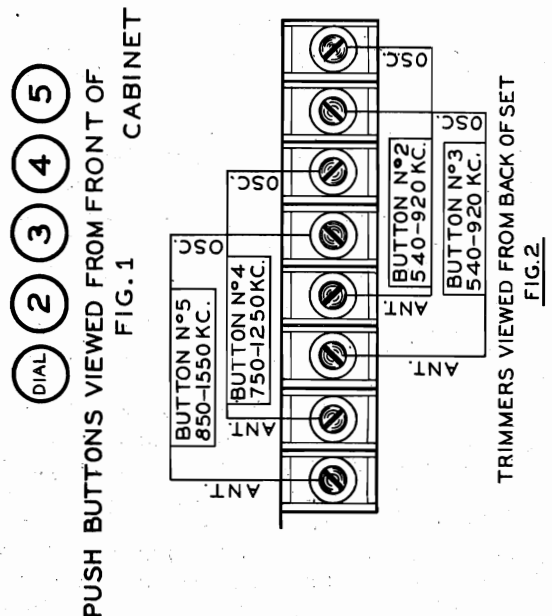 DIAL 2 3 4 5
PUSH BUTTONS VIEWED FROM FRONT OF
CABINET
FIG. 1
BUTTON Nº5
850-1550 KC.
OSC.
ANT.
BUTTON Nº4
750-1250 KC.
OSC.
ANT.
OSC.
ANT.
BUTTON Nº2
540-920 KC.
OSC.
ANT.
BUTTON Nº3
540-920 KC.
TRIMMERS VIEWED FROM BACK OF SET
FIG.2